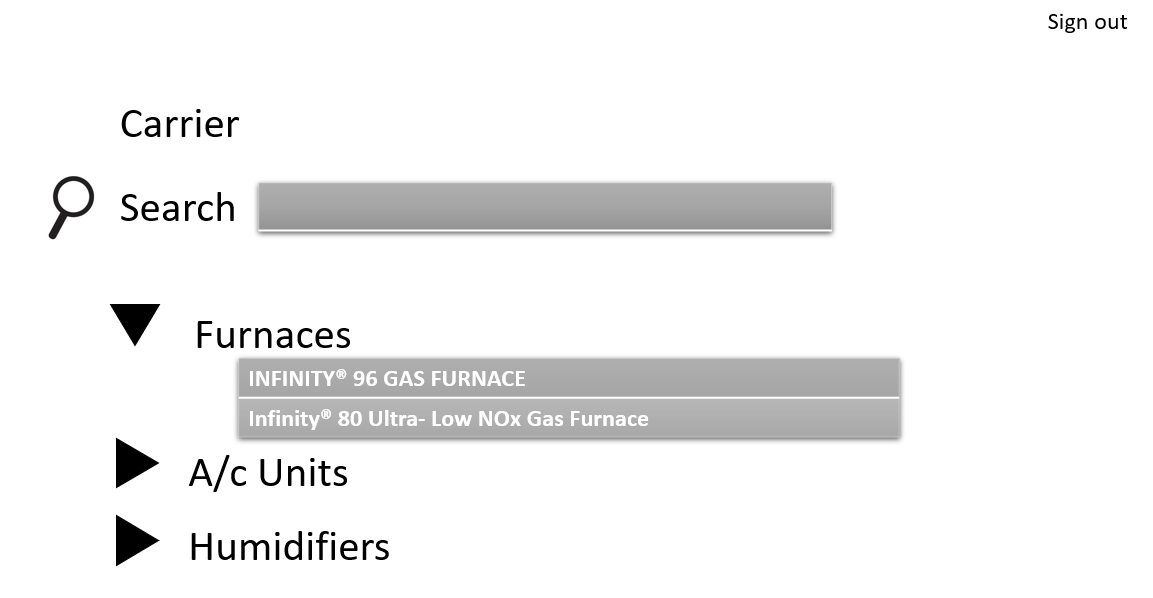 Sign out
Carrier
Search
Furnaces
INFINITY® 96 GAS FURNACE
Infinity® 80 Ultra- Low NOx Gas Furnace
A/c Units
Humidifiers